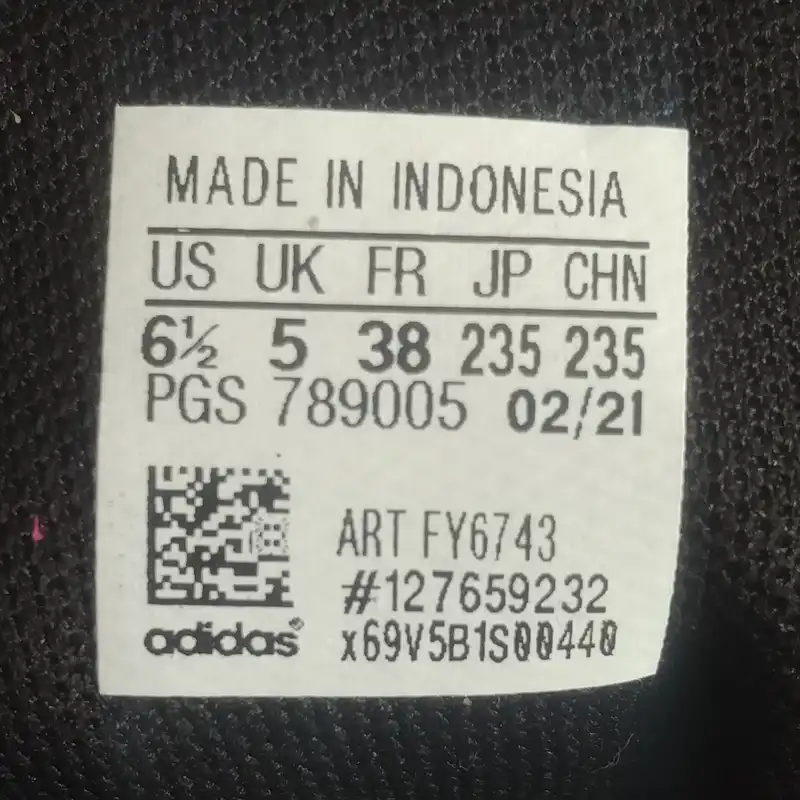 MADE IN INDONESIA
US UK FR JP CHN
6½ 5 38 235 235
PGS 789005 02/21
ART FY6743
#127659232
adidas® x69V5B1S00440